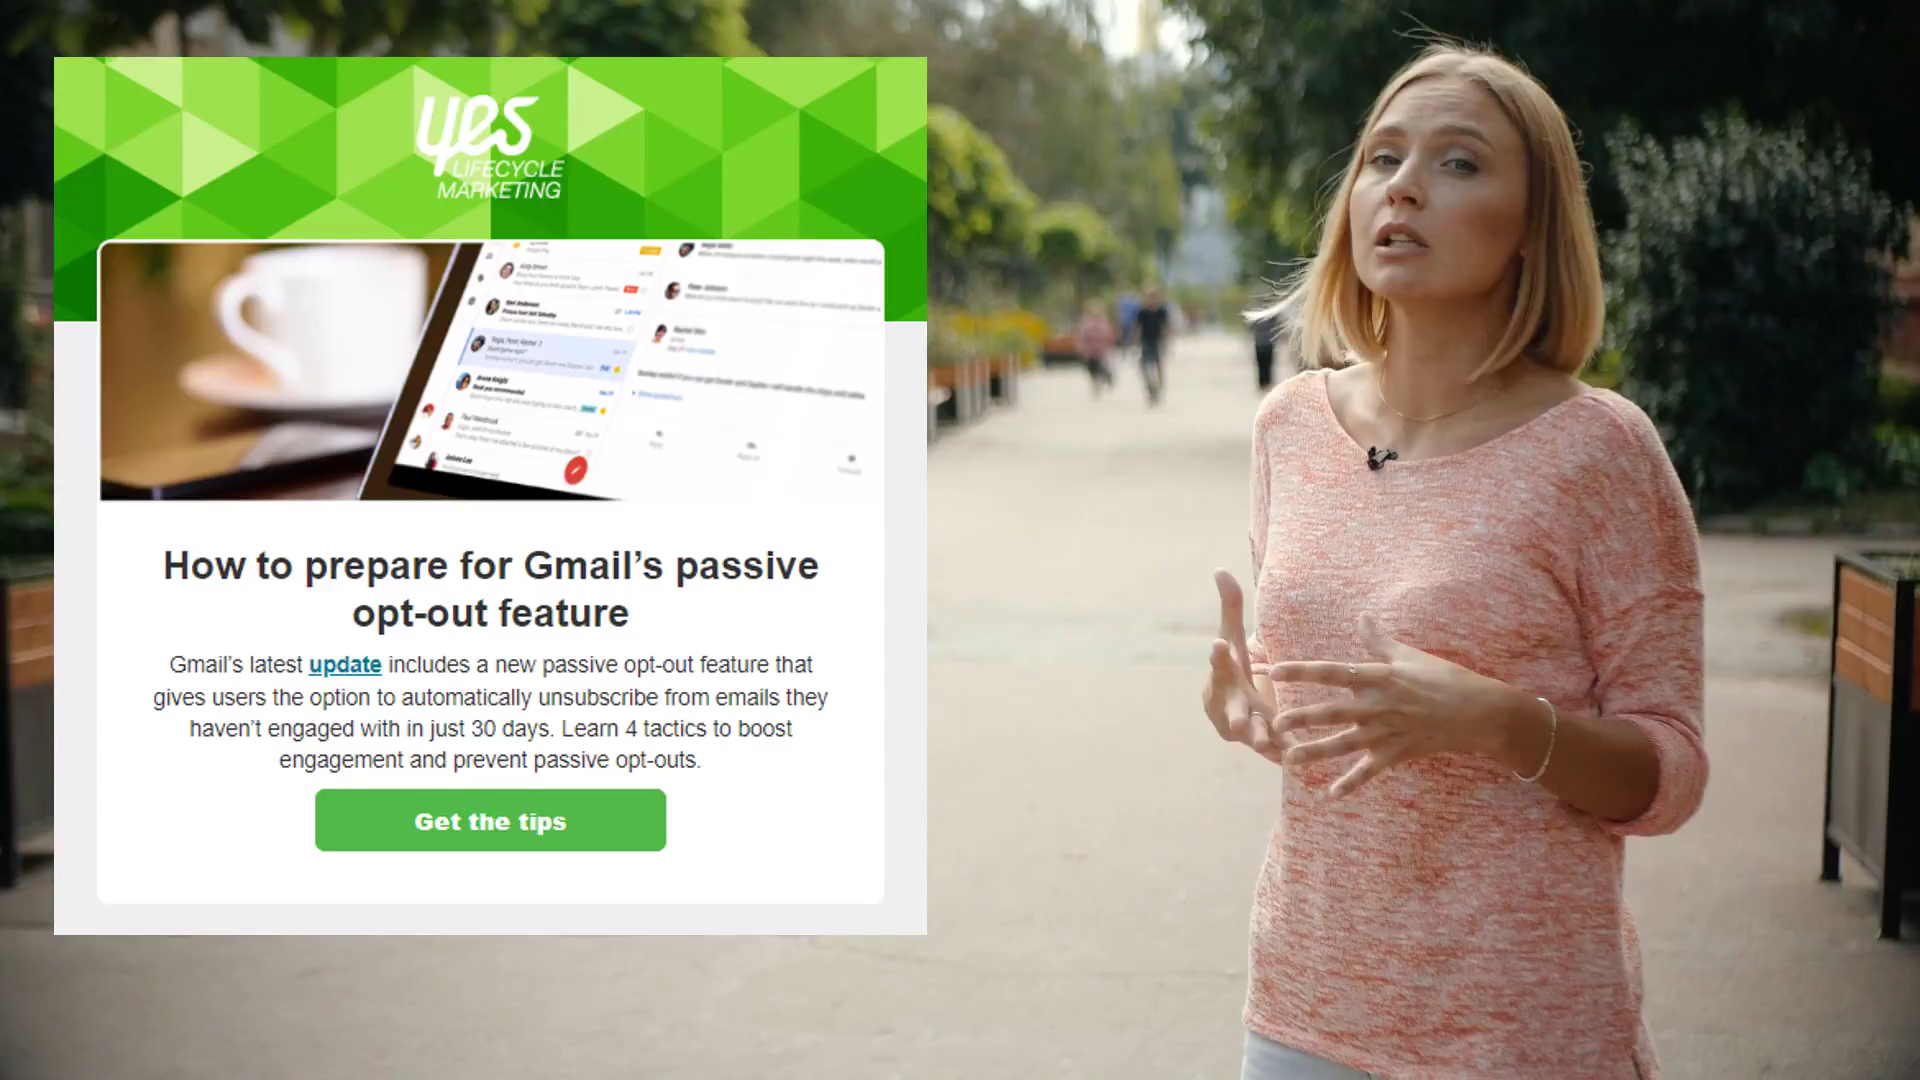 yes
LIFECYCLE
MARKETING
How to prepare for Gmail’s passive
opt-out feature
Gmail’s latest update includes a new passive opt-out feature that
gives users the option to automatically unsubscribe from emails they
haven’t engaged with in just 30 days. Learn 4 tactics to boost
engagement and prevent passive opt-outs.
Get the tips